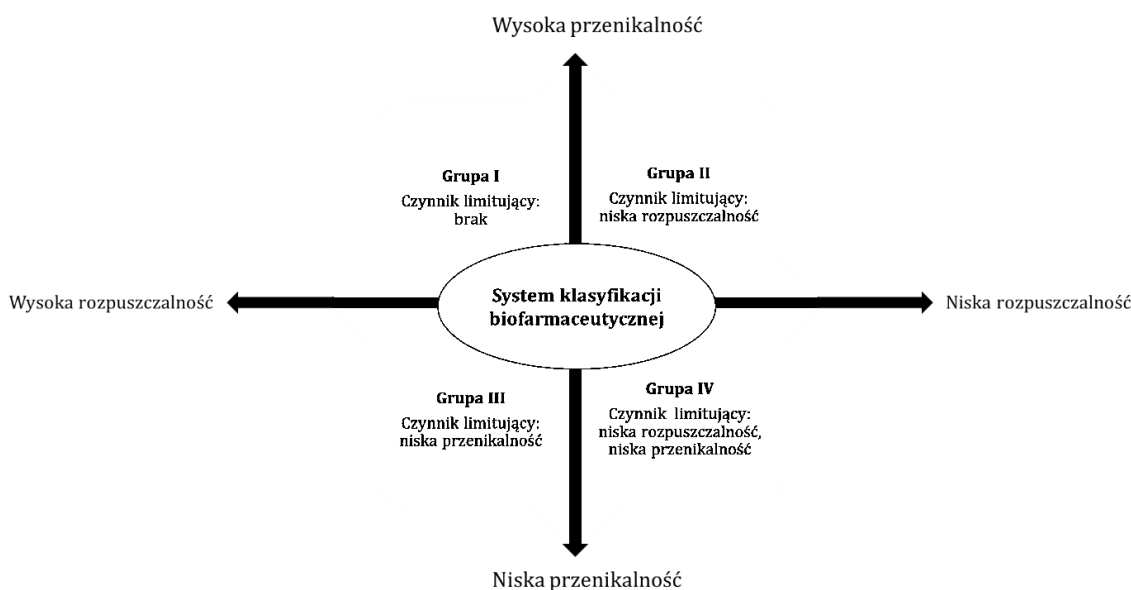 Wysoka przenikalność
Grupa I
Czynnik limitujący:
brak
Grupa II
Czynnik limitujący:
niska rozpuszczalność
Wysoka rozpuszczalność
System klasyfikacji
biofarmaceutycznej
Niska rozpuszczalność
Grupa III
Czynnik limitujący:
niska przenikalność
Grupa IV
Czynnik limitujący:
niska rozpuszczalność,
niska przenikalność
Niska przenikalność